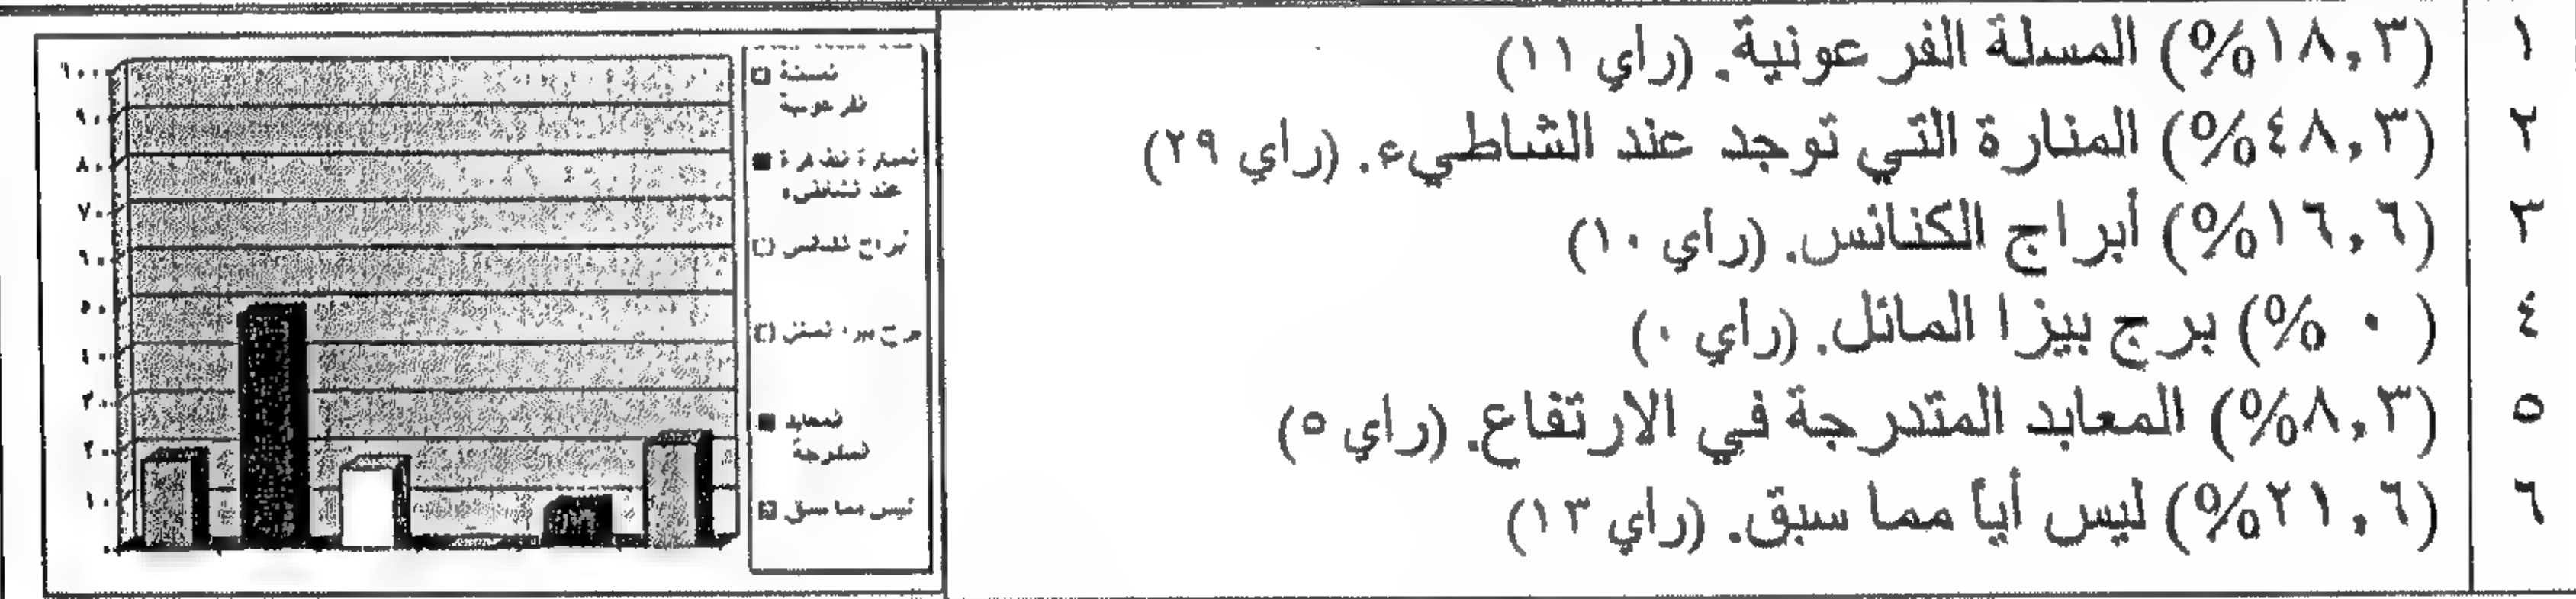 ١ (١٨,٣%) المسلة الفرعونية. (راي ١١)
٢ (٤٨,٣%) المنارة التي توجد عند الشاطيء. (راي ٢٩)
٣ (١٦,٦%) أبراج الكنائس. (راي ١٠)
٤ ( ٠ %) برج بيزا المائل. (راي ٠)
٥ (٨,٣%) المعابد المتدرجة في الارتفاع. (راي ٥)
٦ (٢١,٦%) ليس أياً مما سبق. (راي ١٣)
عند
أبراج
ليس مما سبق
١٠٠
٩٠
٨٠
٧٠
٦٠
٥٠
٤٠
٣٠
٢٠
١٠
٠